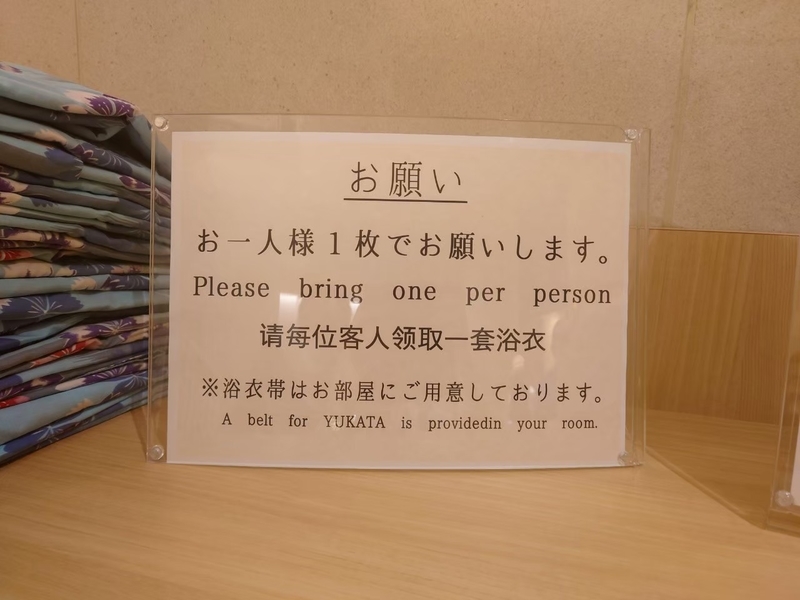 お願い
お一人様１枚でお願いします。
Please bring one per person
请每位客人领取一套浴衣
※浴衣帯はお部屋にご用意しております。
A belt for YUKATA is providedin your room.